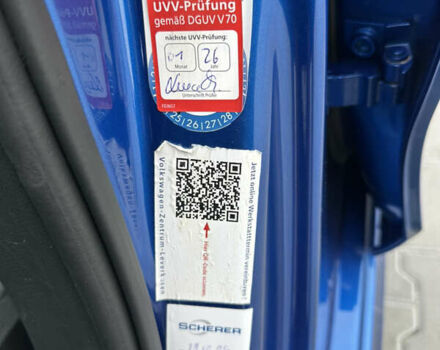 UVV-Prüfung
gemäß DGUV V 70
nächste UVV-Prüfung:
01 26
Monat Jahr
Unterschrift Prüfer
25|26|27|28
Jetzt online Werkstatttermin vereinbaren!
Hier QR-Code scannen.
Volkswagen-Zentrum-Leverkusen
SCHERER